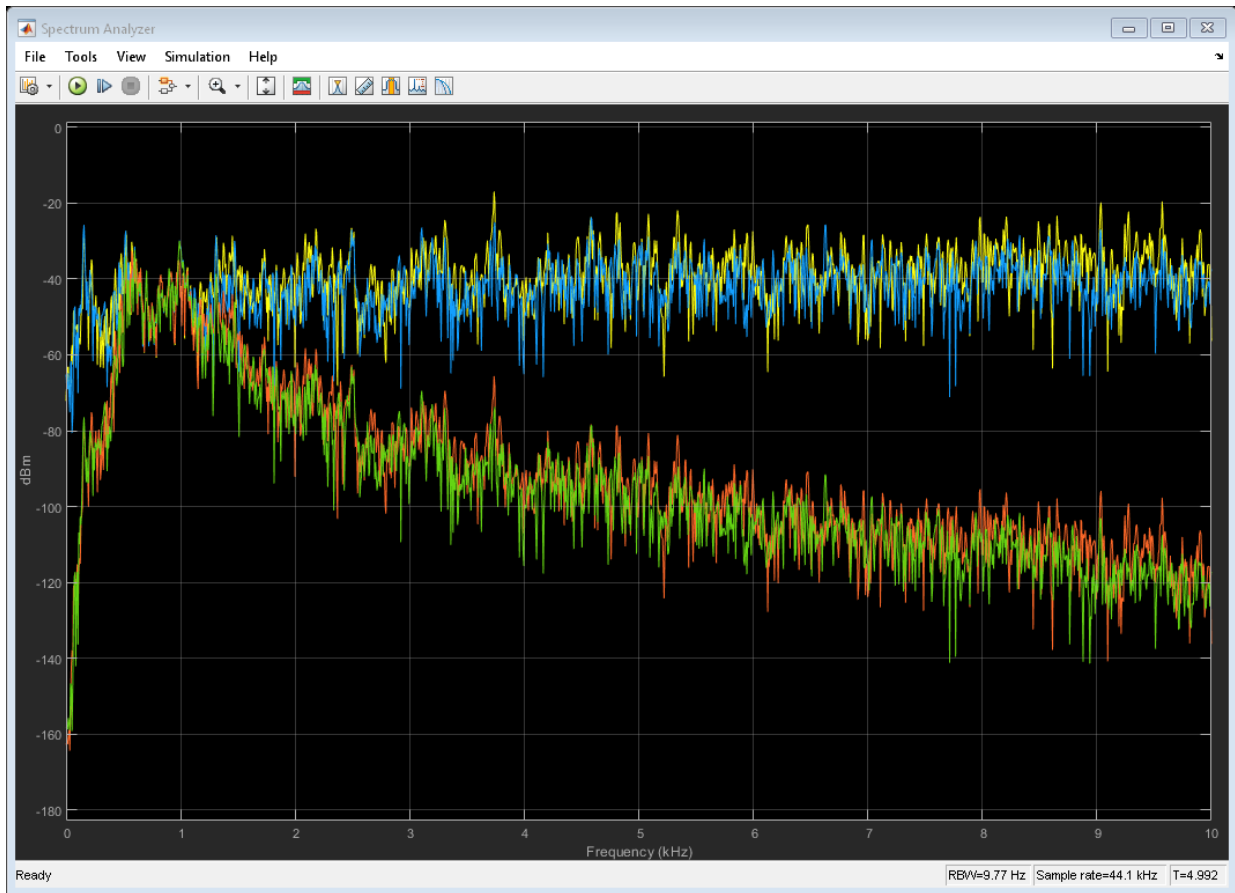 Spectrum Analyzer
File Tools View Simulation Help
0
-20
-40
-60
-80
-100
-120
-140
-160
-180
dBm
0 1 2 3 4 5 6 7 8 9 10
Frequency (kHz)
Ready RBW=9.77 Hz Sample rate=44.1 kHz T=4.992